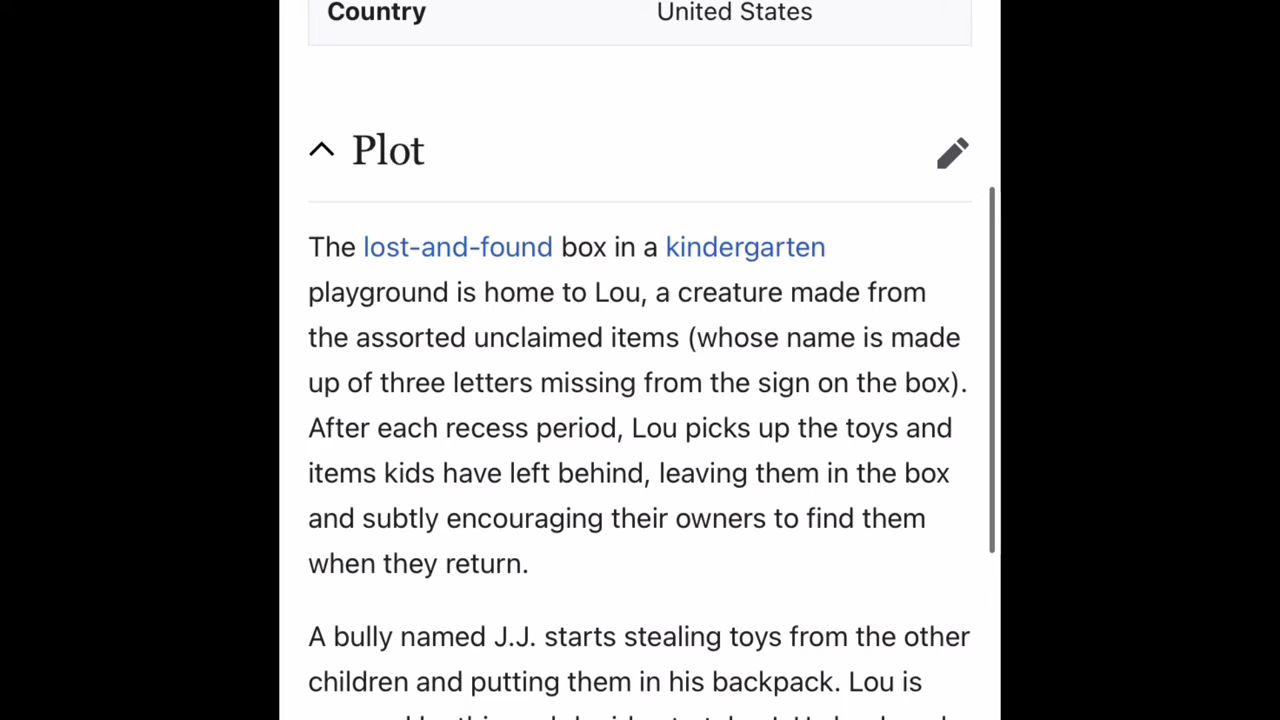 Country United States
Plot
The lost-and-found box in a kindergarten
playground is home to Lou, a creature made from
the assorted unclaimed items (whose name is made
up of three letters missing from the sign on the box).
After each recess period, Lou picks up the toys and
items kids have left behind, leaving them in the box
and subtly encouraging their owners to find them
when they return.
A bully named J.J. starts stealing toys from the other
children and putting them in his backpack. Lou is